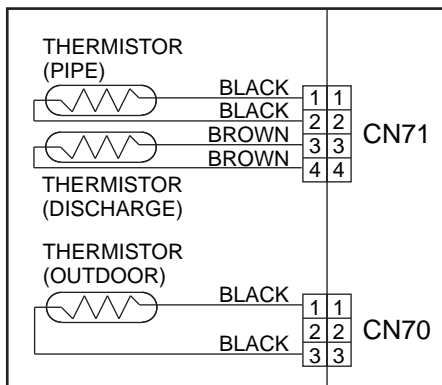 THERMISTOR
(PIPE)
BLACK
1 1
BLACK
2 2
CN71
BROWN
3 3
BROWN
4 4
THERMISTOR
(DISCHARGE)
THERMISTOR
(OUTDOOR)
BLACK
1 1
2 2
CN70
BLACK
3 3